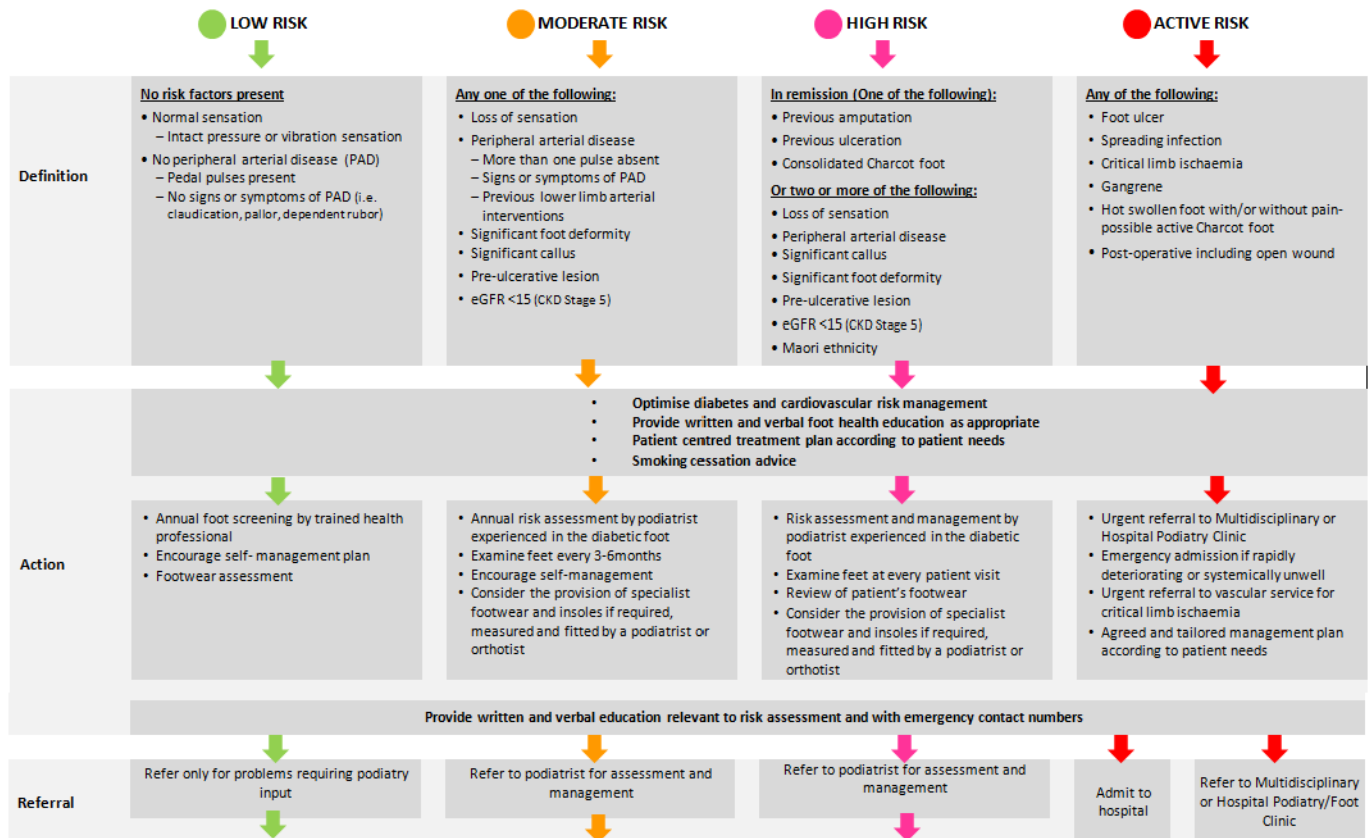 LOW RISK
MODERATE RISK
HIGH RISK
ACTIVE RISK
Definition
No risk factors present
• Normal sensation
– Intact pressure or vibration sensation
• No peripheral arterial disease (PAD)
– Pedal pulses present
– No signs or symptoms of PAD (i.e.
claudication, pallor, dependent rubor)
Any one of the following:
• Loss of sensation
• Peripheral arterial disease
– More than one pulse absent
– Signs or symptoms of PAD
– Previous lower limb arterial
interventions
• Significant foot deformity
• Significant callus
• Pre-ulcerative lesion
• eGFR <15 (CKD Stage 5)
In remission (One of the following):
• Previous amputation
• Previous ulceration
• Consolidated Charcot foot
Or two or more of the following:
• Loss of sensation
• Peripheral arterial disease
• Significant callus
• Significant foot deformity
• Pre-ulcerative lesion
• eGFR <15 (CKD Stage 5)
• Maori ethnicity
Any of the following:
• Foot ulcer
• Spreading infection
• Critical limb ischaemia
• Gangrene
• Hot swollen foot with/or without pain-
possible active Charcot foot
• Post-operative including open wound
Action
• Optimise diabetes and cardiovascular risk management
• Provide written and verbal foot health education as appropriate
• Patient centred treatment plan according to patient needs
• Smoking cessation advice
• Annual foot screening by trained health
professional
• Encourage self- management plan
• Footwear assessment
• Annual risk assessment by podiatrist
experienced in the diabetic foot
• Examine feet every 3-6months
• Encourage self-management
• Consider the provision of specialist
footwear and insoles if required,
measured and fitted by a podiatrist or
orthotist
• Risk assessment and management by
podiatrist experienced in the diabetic
foot
• Examine feet at every patient visit
• Review of patient's footwear
• Consider the provision of specialist
footwear and insoles if required,
measured and fitted by a podiatrist or
orthotist
• Urgent referral to Multidisciplinary or
Hospital Podiatry Clinic
• Emergency admission if rapidly
deteriorating or systemically unwell
• Urgent referral to vascular service for
critical limb ischaemia
• Agreed and tailored management plan
according to patient needs
Provide written and verbal education relevant to risk assessment and with emergency contact numbers
Referral
Refer only for problems requiring podiatry
input
Refer to podiatrist for assessment and
management
Refer to podiatrist for assessment and
management
Admit to
hospital
Refer to Multidisciplinary
or Hospital Podiatry/Foot
Clinic